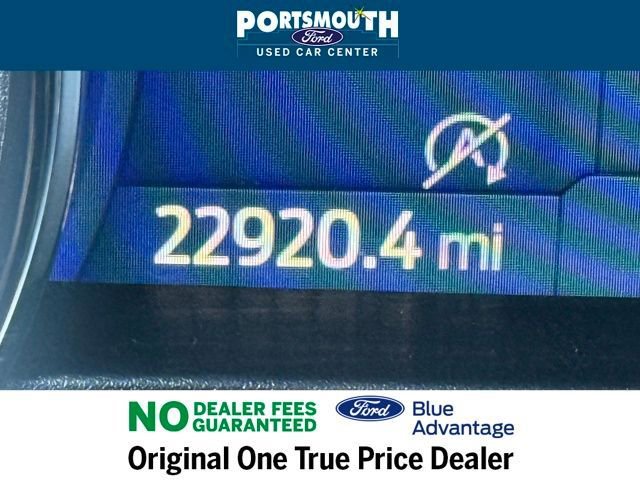 PORTSMOUTH
Ford
USED CAR CENTER
A
22920.4 mi
NO DEALER FEES
GUARANTEED
Ford
Blue
Advantage
Original One True Price Dealer